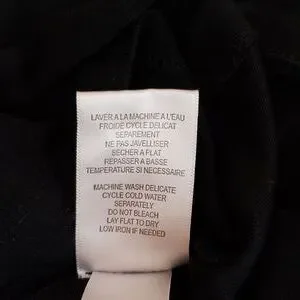 LAVER A LA MACHINE A L'EAU
FROIDE CYCLE DELICAT
SEPAREMENT
NE PAS JAVELLISER
SECHER A PLAT
REPASSER A BASSE
TEMPERATURE SI NECESSAIRE
MACHINE WASH DELICATE
CYCLE COLD WATER
SEPARATELY
DO NOT BLEACH
LAY FLAT TO DRY
LOW IRON IF NEEDED